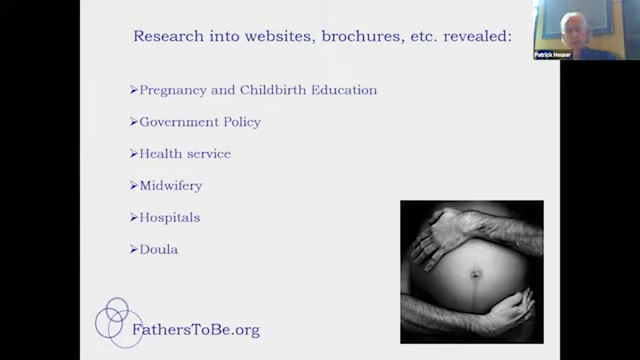 Research into websites, brochures, etc. revealed:
Patrick Houser
➢Pregnancy and Childbirth Education
➢Government Policy
➢Health service
➢Midwifery
➢Hospitals
➢Doula
FathersToBe.org